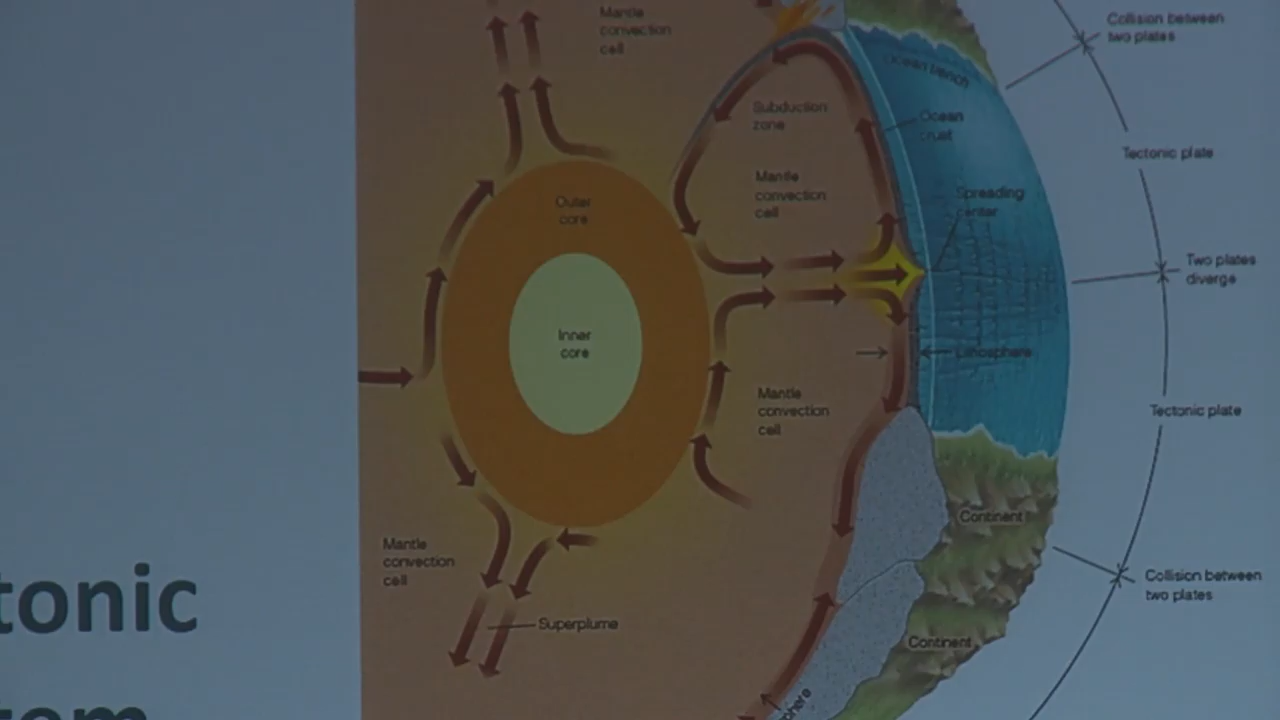 Mantle
convection
cell
Collision between
two plates
Ocean trench
Subduction
zone
Ocean
crust
Tectonic plate
Mantle
convection
cell
Spreading
center
Outer
core
Two plates
diverge
Inner
core
Lithosphere
Mantle
convection
cell
Tectonic plate
Continent
Mantle
convection
cell
Collision between
two plates
tonic
Superplume
Continent